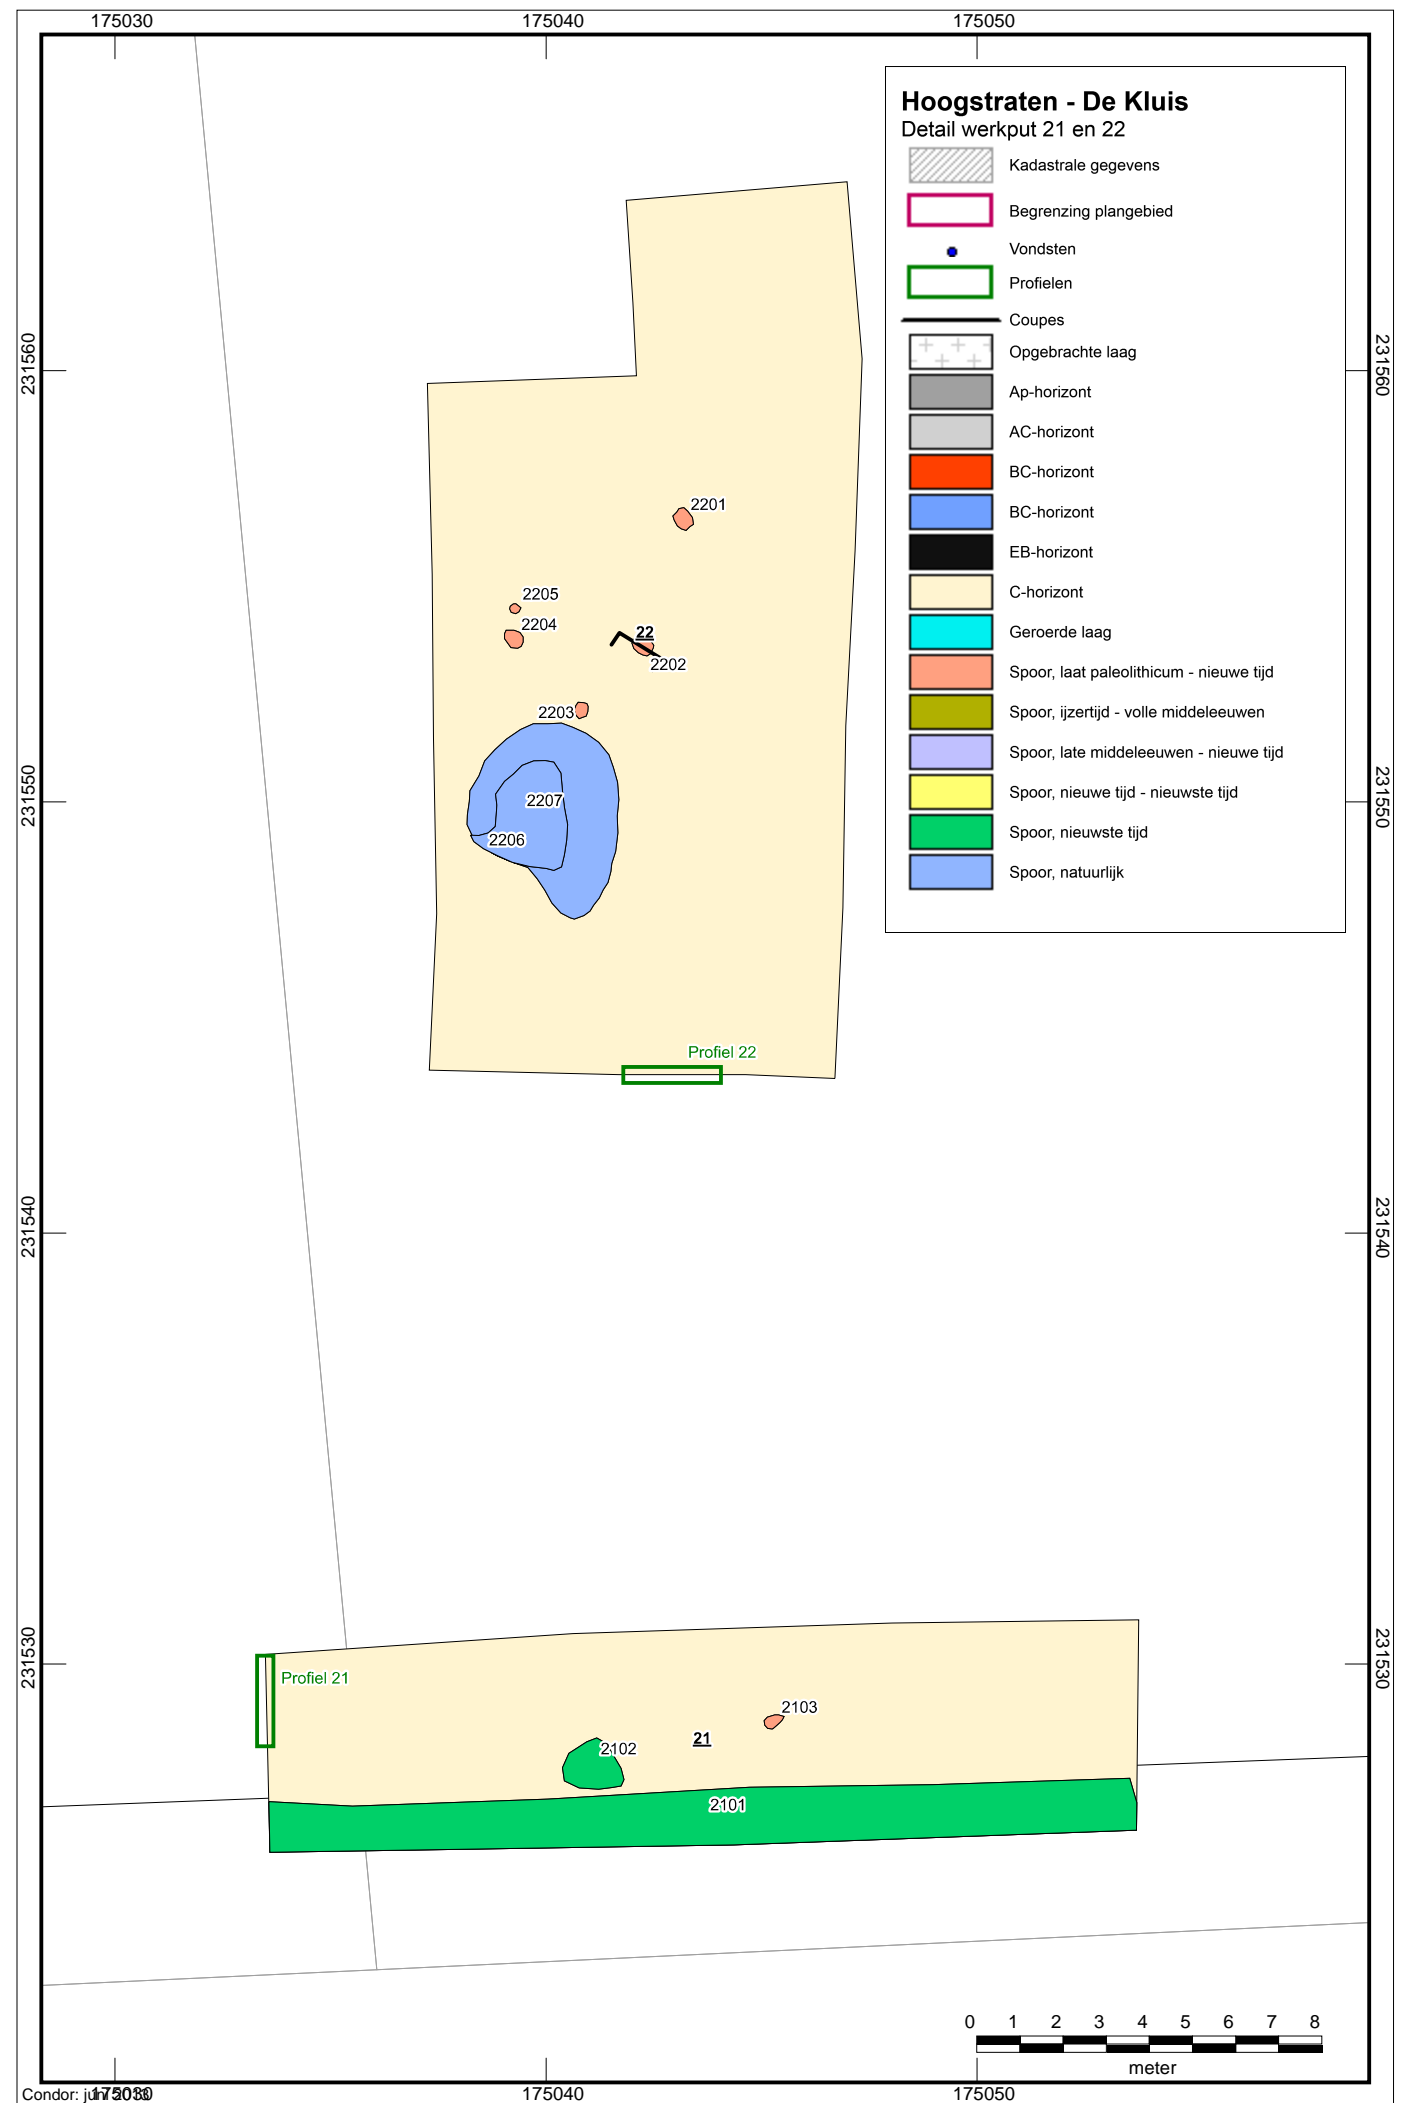 175030 175040 175050
Hoogstraten - De Kluis
Detail werkput 21 en 22
Kadastrale gegevens
Begrenzing plangebied
Vondsten
Profielen
Coupes
Opgebrachte laag
Ap-horizont
AC-horizont
BC-horizont
BC-horizont
EB-horizont
C-horizont
Geroerde laag
Spoor, laat paleolithicum - nieuwe tijd
Spoor, ijzertijd - volle middeleeuwen
Spoor, late middeleeuwen - nieuwe tijd
Spoor, nieuwe tijd - nieuwste tijd
Spoor, nieuwste tijd
Spoor, natuurlijk
231560
231560
2201
2205
2204
22
2202
2203
231550
231550
2207
2206
Profiel 22
231540
231540
231530
231530
Profiel 21
2103
21
2102
2101
0 1 2 3 4 5 6 7 8
meter
Condor: juni 2013
175030 175040 175050